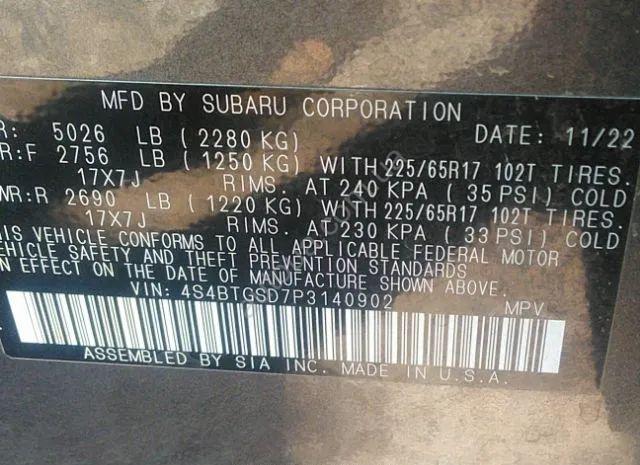 MFD BY SUBARU CORPORATION
R: 5026 LB (2280 KG) DATE: 11/22
R:F 2756 LB (1250 KG) WITH 225/65R17 102T TIRES.
17X7J RIMS. AT 240 KPA (35 PSI) COLD
WR:R 2690 LB (1220 KG) WITH 225/65R17 102T TIRES.
17X7J RIMS. AT 230 KPA (33 PSI) COLD
HIS VEHICLE CONFORMS TO ALL APPLICABLE FEDERAL MOTOR
VEHICLE SAFETY AND THEFT PREVENTION STANDARDS
IN EFFECT ON THE DATE OF MANUFACTURE SHOWN ABOVE.
VIN: 4S4BTGSD7P3140902 MPV
ASSEMBLED BY SIA INC. MADE IN U.S.A.